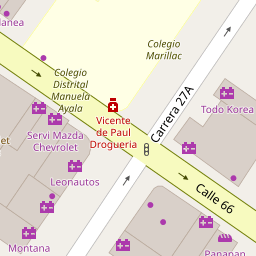 lanea
Colegio
Marillac
Colegio
Distrital
Manuela
Ayala
Todo Korea
Vicente
de Paul
Drogueria
Carrera 27A
Servi Mazda
Chevrolet
et
Leonautos
Calle 66
Montana
Panapan